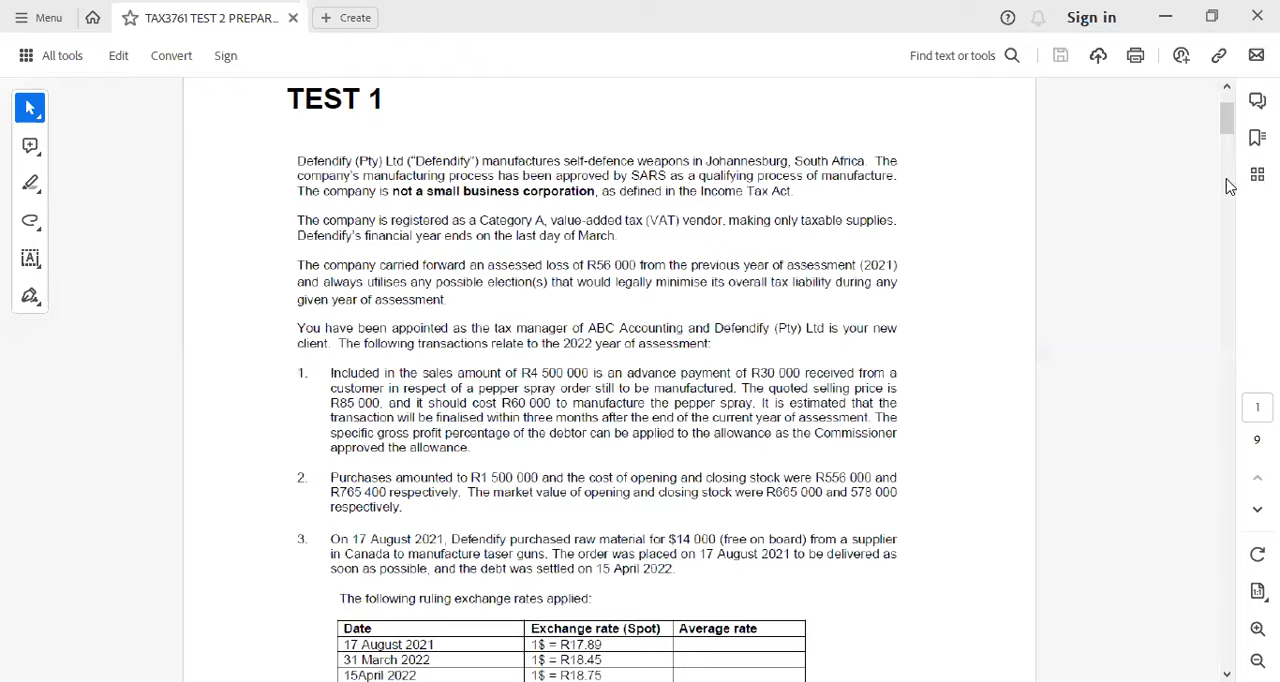 Menu
TAX3761 TEST 2 PREPAR...
Create
Sign in
All tools
Edit
Convert
Sign
Find text or tools
TEST 1
Defendify (Pty) Ltd ("Defendify") manufactures self-defence weapons in Johannesburg, South Africa. The
company's manufacturing process has been approved by SARS as a qualifying process of manufacture.
The company is not a small business corporation, as defined in the Income Tax Act.
The company is registered as a Category A, value-added tax (VAT) vendor, making only taxable supplies.
Defendify's financial year ends on the last day of March.
The company carried forward an assessed loss of R56 000 from the previous year of assessment (2021)
and always utilises any possible election(s) that would legally minimise its overall tax liability during any
given year of assessment.
You have been appointed as the tax manager of ABC Accounting and Defendify (Pty) Ltd is your new
client. The following transactions relate to the 2022 year of assessment:
1. Included in the sales amount of R4 500 000 is an advance payment of R30 000 received from a
customer in respect of a pepper spray order still to be manufactured. The quoted selling price is
R85 000, and it should cost R60 000 to manufacture the pepper spray. It is estimated that the
transaction will be finalised within three months after the end of the current year of assessment. The
specific gross profit percentage of the debtor can be applied to the allowance as the Commissioner
approved the allowance.
2. Purchases amounted to R1 500 000 and the cost of opening and closing stock were R556 000 and
R765 400 respectively. The market value of opening and closing stock were R665 000 and 578 000
respectively.
3. On 17 August 2021, Defendify purchased raw material for $14 000 (free on board) from a supplier
in Canada to manufacture taser guns. The order was placed on 17 August 2021 to be delivered as
soon as possible, and the debt was settled on 15 April 2022.
The following ruling exchange rates applied:
Date Exchange rate (Spot) Average rate
17 August 2021 1$ = R17.89
31 March 2022 1$ = R18.45
15April 2022 1$ = R18.75
1
9